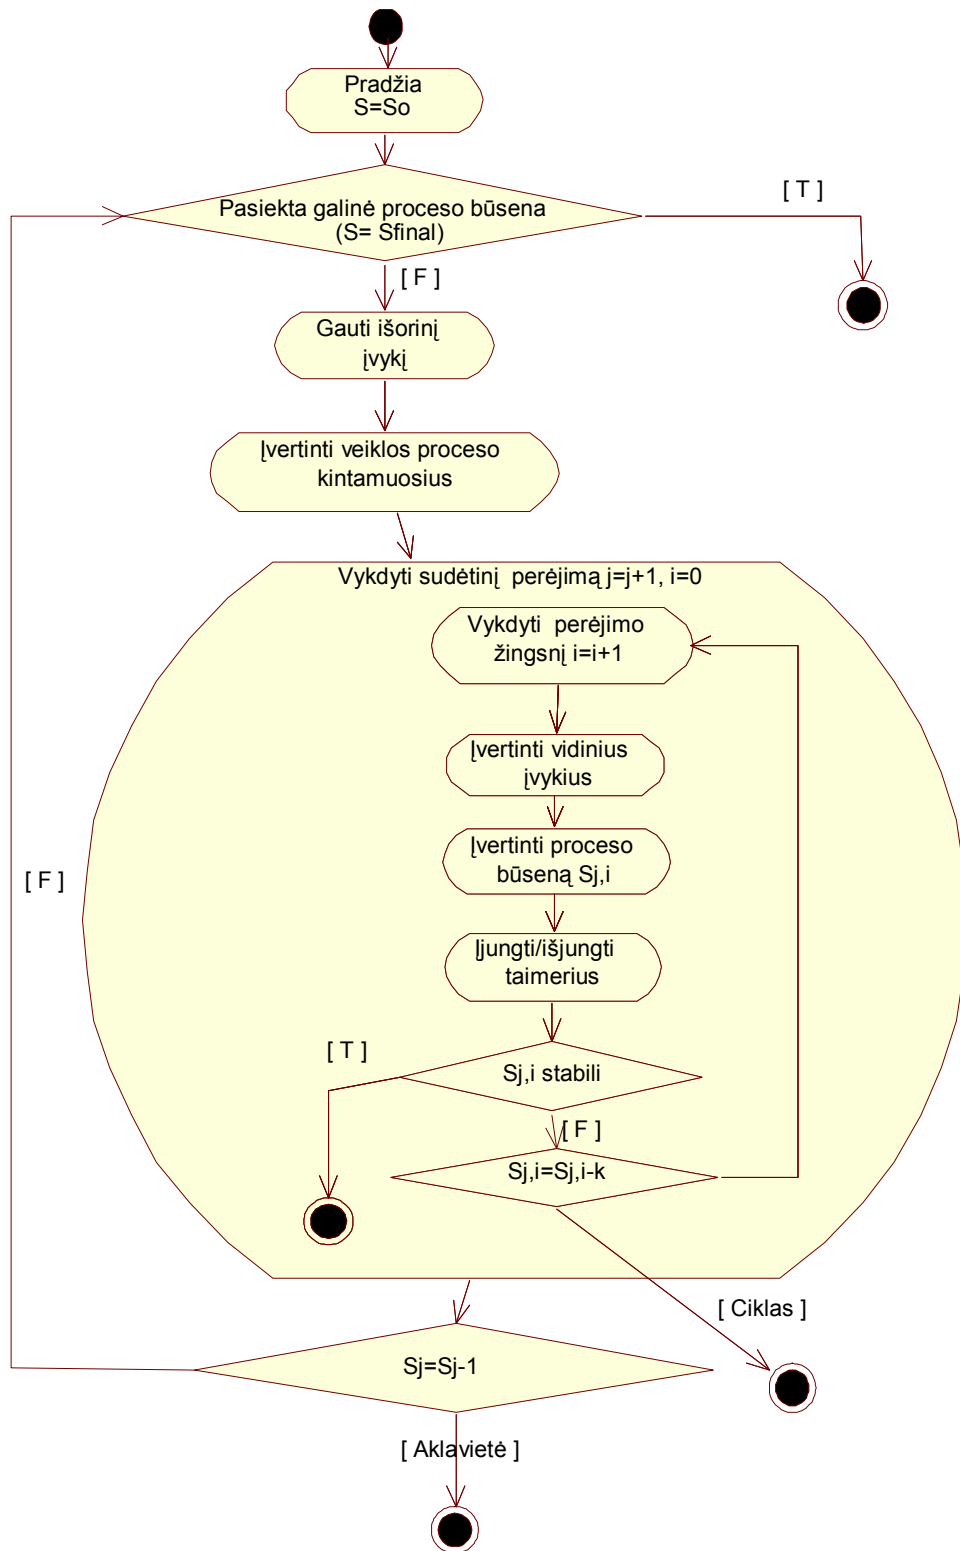 Pradžia
S=So
[ T ]
Pasiekta galinė proceso būsena
(S= Sfinal)
[ F ]
Gauti išorinį
įvykį
Įvertinti veiklos proceso
kintamuosius
Vykdyti sudėtinį perėjimą j=j+1, i=0
Vykdyti perėjimo
žingsnį i=i+1
Įvertinti vidinius
įvykius
Įvertinti proceso
būseną Sj,i
[ F ]
Įjungti/išjungti
taimerius
[ T ]
Sj,i stabili
[ F ]
Sj,i=Sj,i-k
[ Ciklas ]
Sj=Sj-1
[ Aklavietė ]